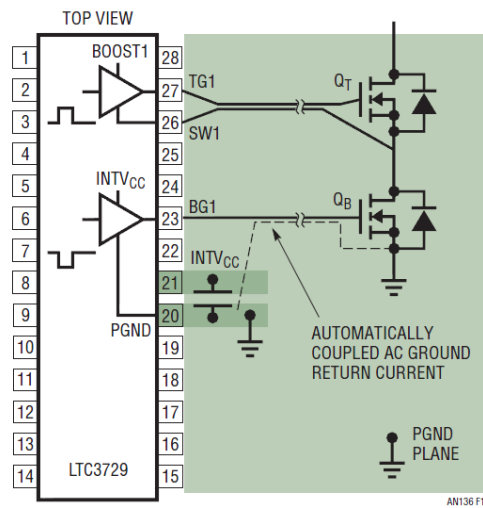 TOP VIEW
BOOST1
1
28
2
27
TG1
QT
3
26
SW1
4
25
5
INTVCC
24
6
23
BG1
QB
7
22
INTVCC
8
21
9
20
PGND
10
19
AUTOMATICALLY
COUPLED AC GROUND
RETURN CURRENT
11
18
12
17
13
16
PGND
PLANE
14
LTC3729
15
AN136 F1